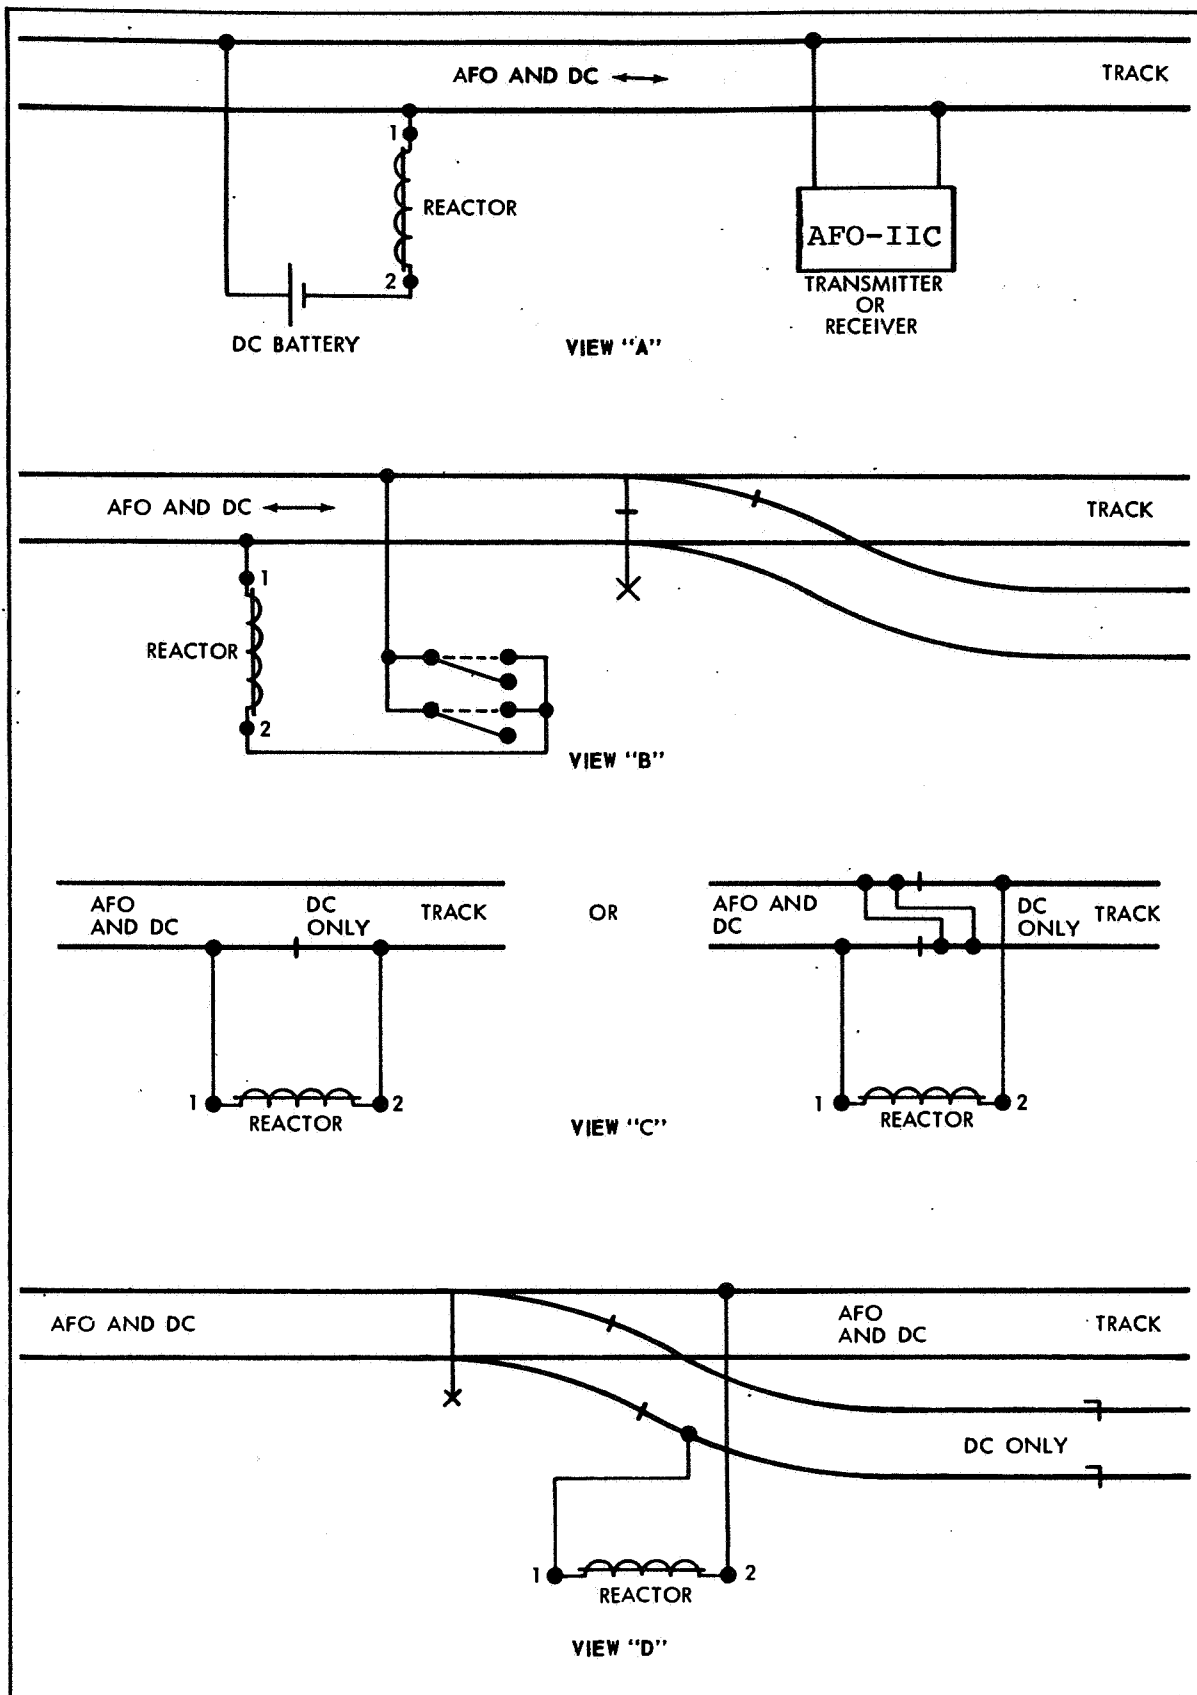 AFO AND DC
TRACK
1
REACTOR
2
DC BATTERY
AFO-IIC
TRANSMITTER
OR
RECEIVER
VIEW "A"
AFO AND DC
TRACK
1
REACTOR
2
VIEW "B"
AFO
AND DC
DC
ONLY
TRACK
OR
AFO AND
DC
DC
ONLY
TRACK
1
2
REACTOR
1
2
REACTOR
VIEW "C"
AFO AND DC
AFO
AND DC
TRACK
DC ONLY
1
2
REACTOR
VIEW "D"